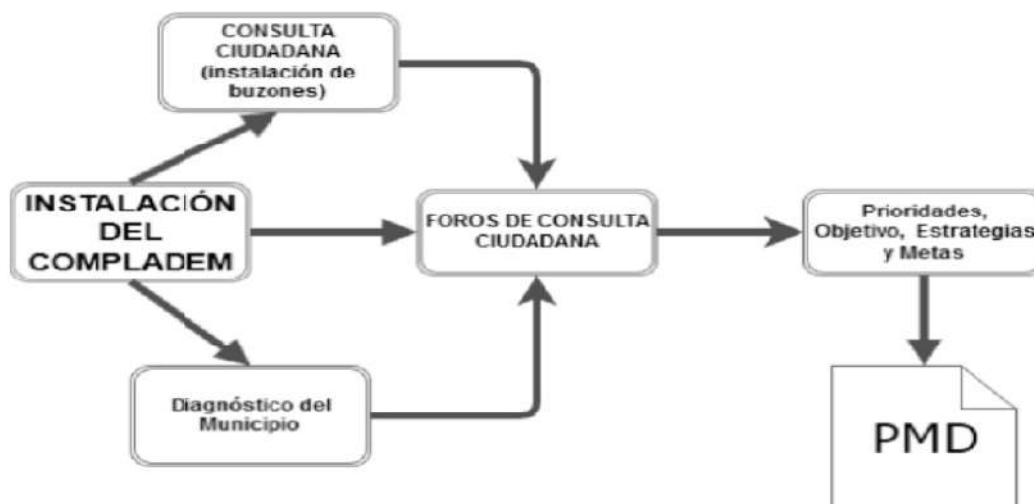 CONSULTA
CIUDADANA
(instalación de
buzones)
INSTALACIÓN
DEL
COMPLADEM
FOROS DE CONSULTA
CIUDADANA
Prioridades,
Objetivo, Estrategias
y Metas
Diagnóstico del
Municipio
PMD